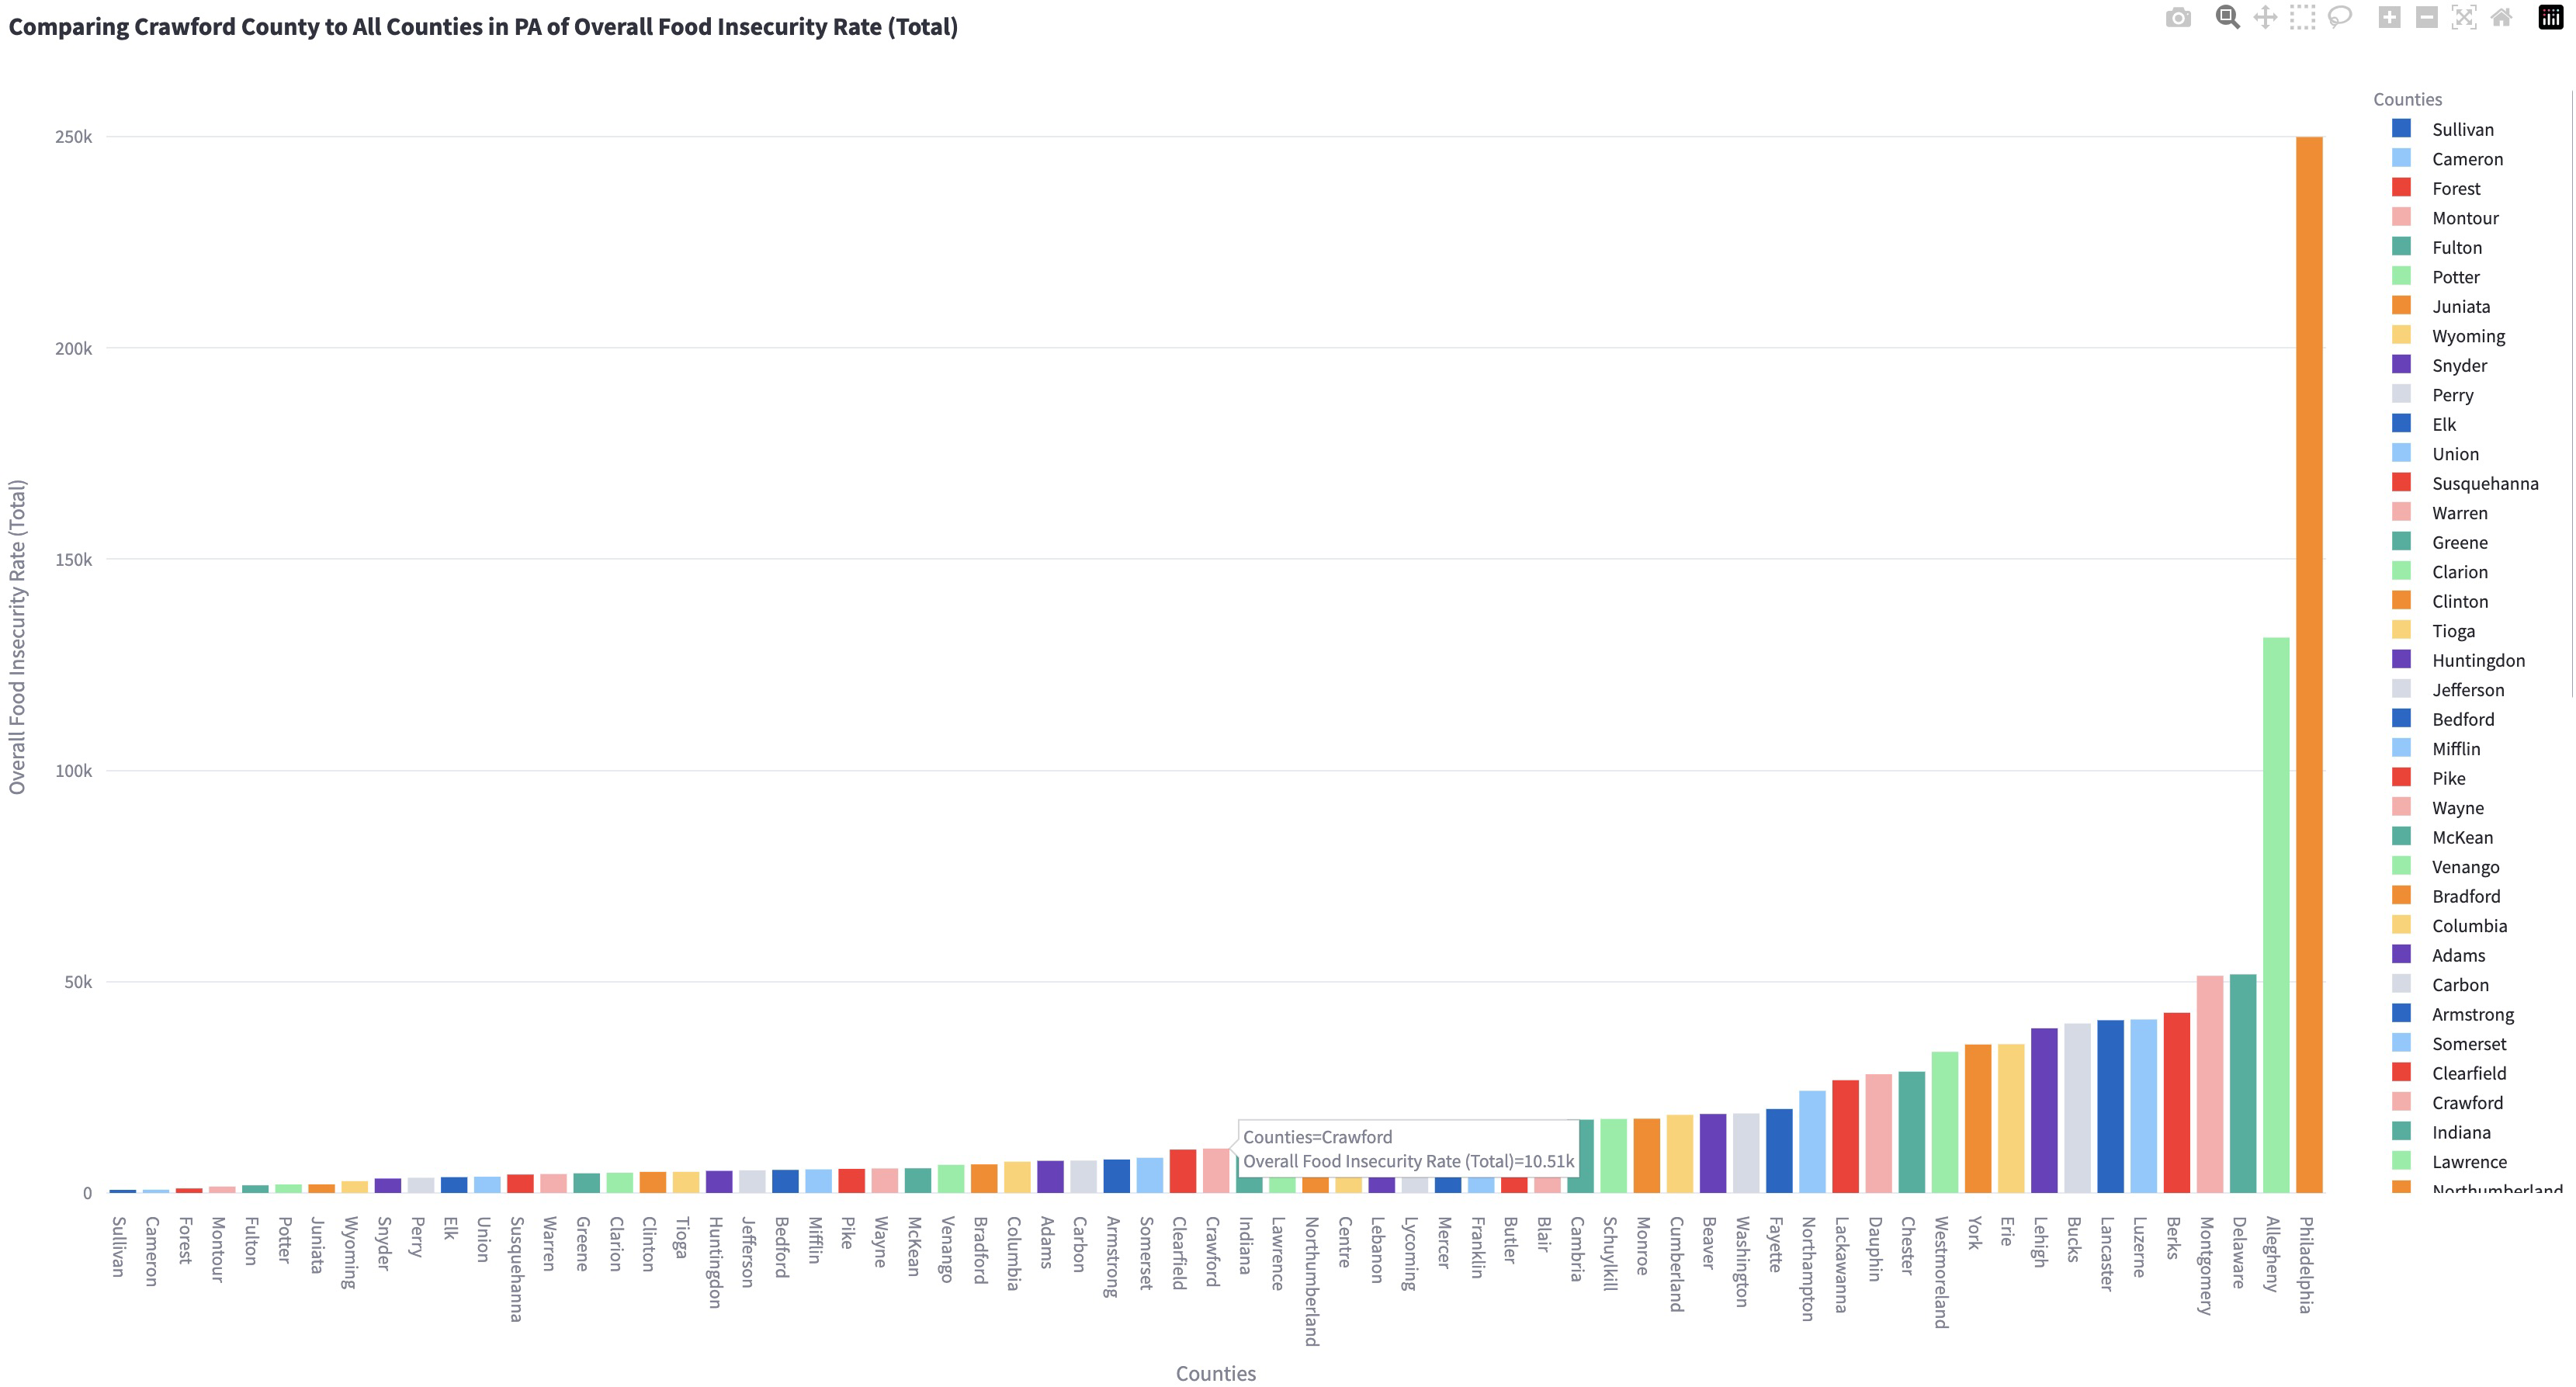 Comparing Crawford County to All Counties in PA of Overall Food Insecurity Rate (Total)
Overall Food Insecurity Rate (Total)
250k
200k
150k
100k
50k
0
Counties=Crawford
Overall Food Insecurity Rate (Total)=10.51k
Sullivan
Cameron
Forest
Montour
Fulton
Potter
Juniata
Wyoming
Snyder
Perry
Elk
Union
Susquehanna
Warren
Greene
Clarion
Clinton
Tioga
Huntingdon
Jefferson
Bedford
Mifflin
Pike
Wayne
McKean
Venango
Bradford
Columbia
Adams
Carbon
Armstrong
Somerset
Clearfield
Crawford
Indiana
Lawrence
Northumberland
Centre
Lebanon
Lycoming
Mercer
Franklin
Butler
Blair
Cambria
Schuylkill
Monroe
Cumberland
Beaver
Washington
Fayette
Northampton
Lackawanna
Dauphin
Chester
Westmoreland
York
Erie
Lehigh
Bucks
Lancaster
Luzerne
Berks
Montgomery
Delaware
Allegheny
Philadelphia
Counties
Counties
Sullivan
Cameron
Forest
Montour
Fulton
Potter
Juniata
Wyoming
Snyder
Perry
Elk
Union
Susquehanna
Warren
Greene
Clarion
Clinton
Tioga
Huntingdon
Jefferson
Bedford
Mifflin
Pike
Wayne
McKean
Venango
Bradford
Columbia
Adams
Carbon
Armstrong
Somerset
Clearfield
Crawford
Indiana
Lawrence
Northumberland